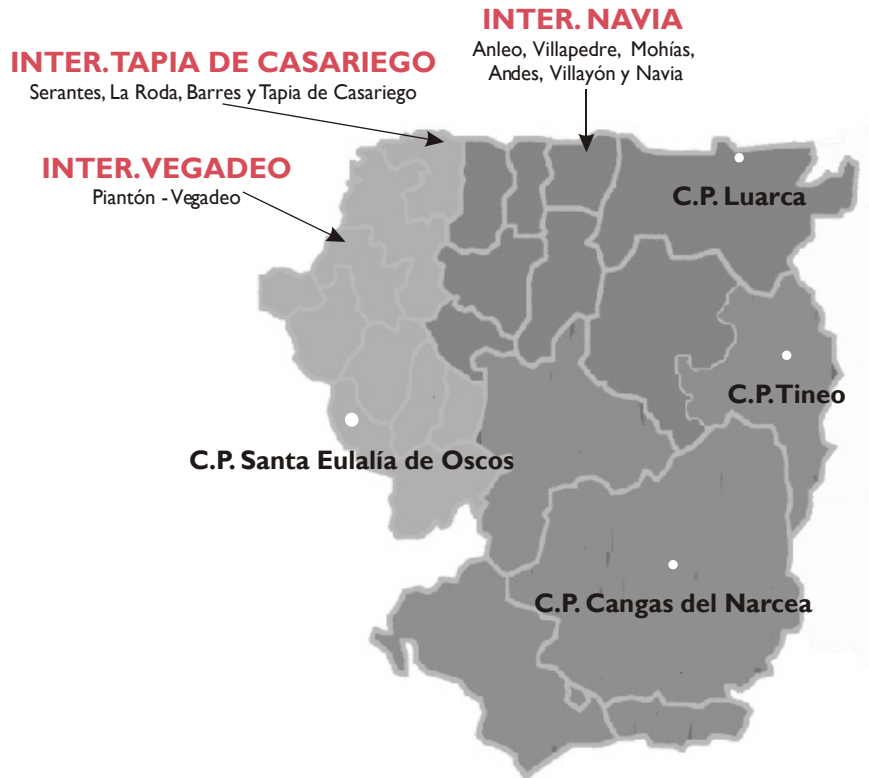 INTER. NAVIA
Anleo, Villapedre, Mohías,
Andes, Villayón y Navia
INTER. TAPIA DE CASARIEGO
Serantes, La Roda, Barres y Tapia de Casariego
INTER. VEGADEO
Piantón - Vegadeo
C.P. Luarca
C.P. Tineo
C.P. Santa Eulalía de Oscos
C.P. Cangas del Narcea